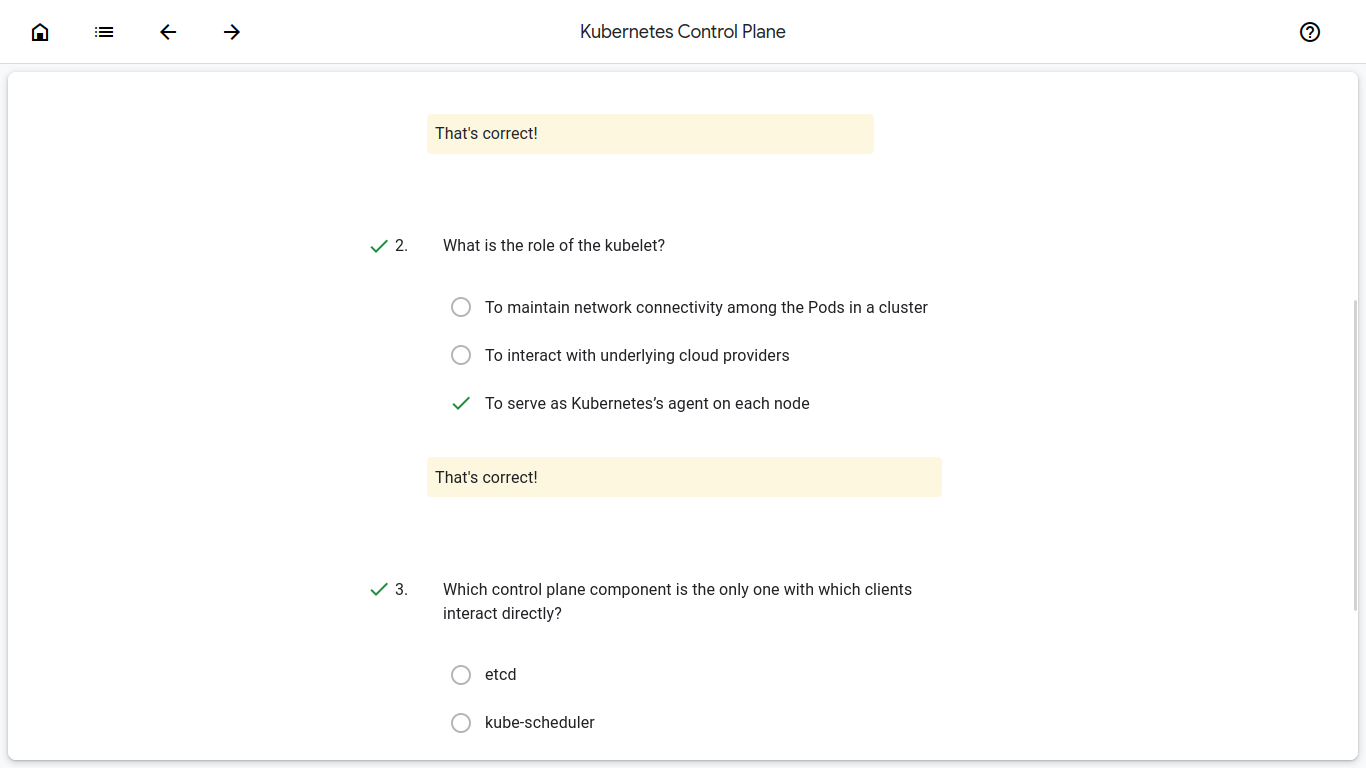 Kubernetes Control Plane
That's correct!
2. What is the role of the kubelet?
To maintain network connectivity among the Pods in a cluster
To interact with underlying cloud providers
To serve as Kubernetes’s agent on each node
That's correct!
3. Which control plane component is the only one with which clients
interact directly?
etcd
kube-scheduler